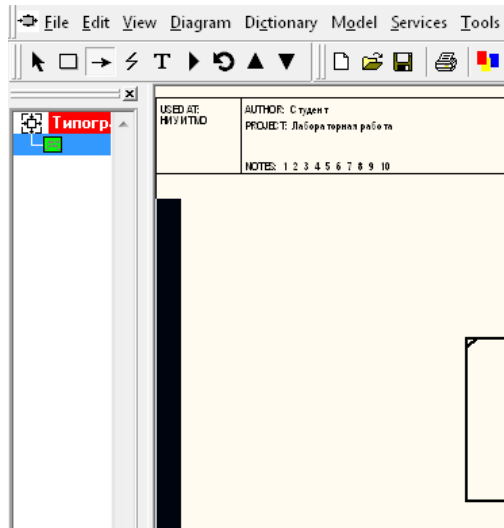 File Edit View Diagram Dictionary Model Services Tools
T
Типогр
USED AT:
НИУ ИТМО
AUTHOR: Студент
PROJECT: Лабораторная работа
NOTES: 1 2 3 4 5 6 7 8 9 10